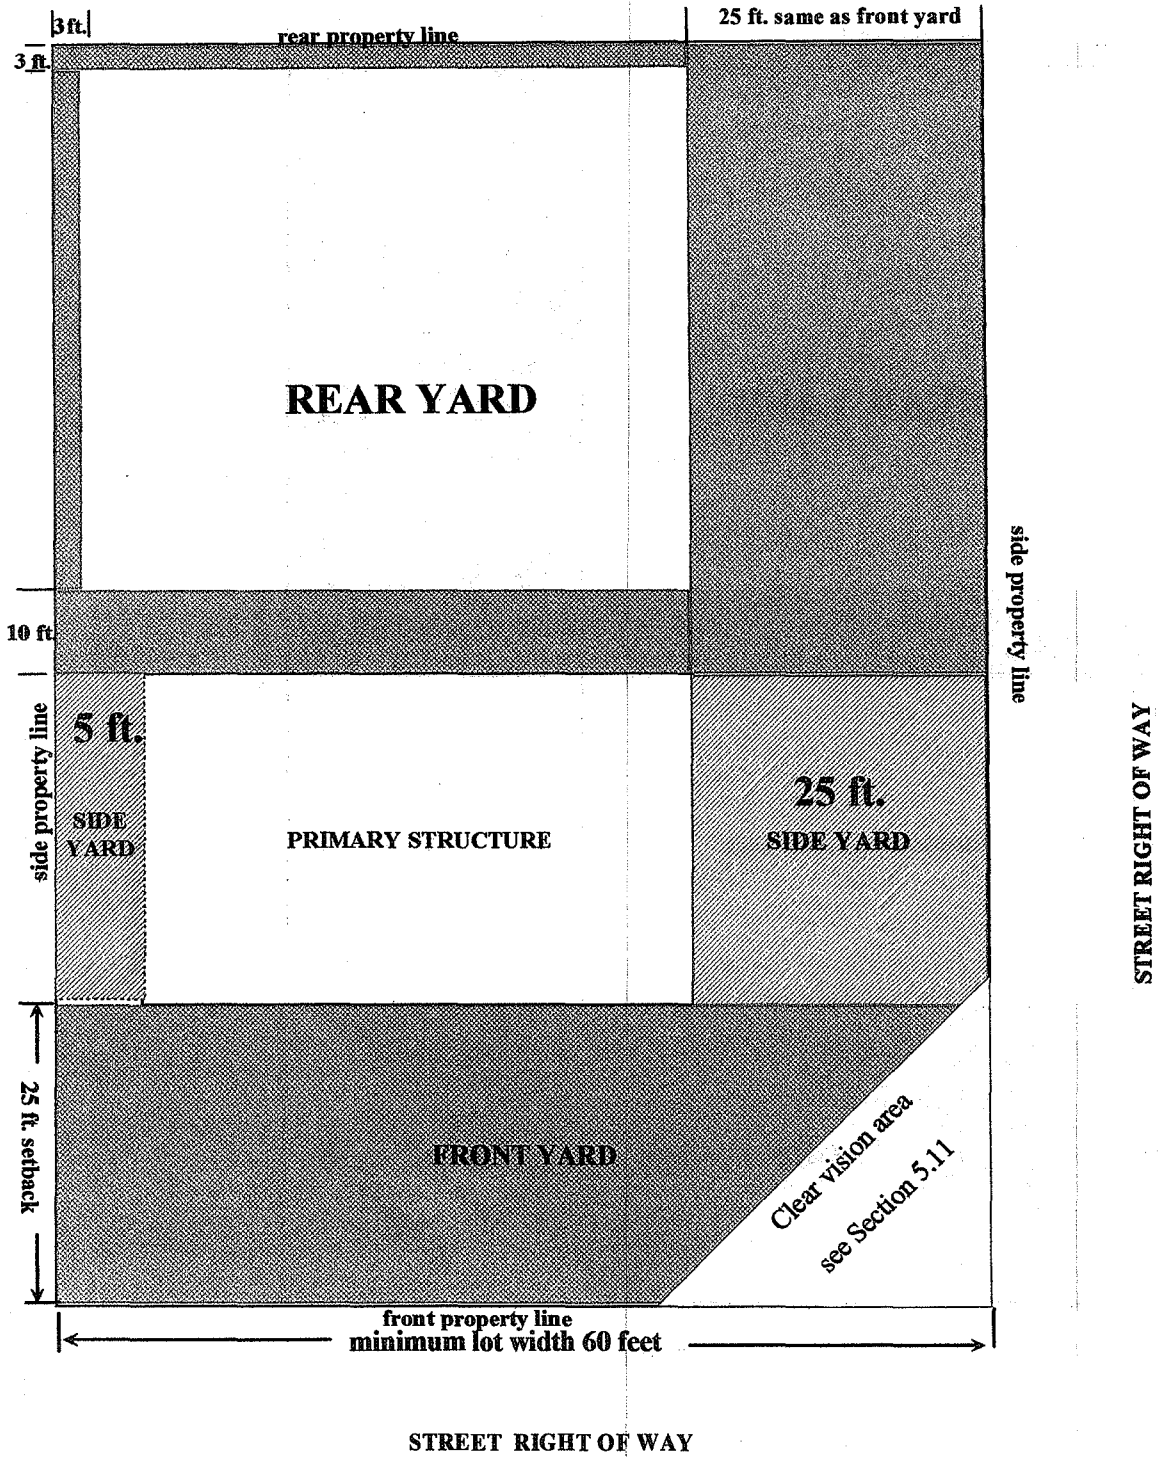 3 ft.
25 ft. same as front yard
rear property line
3 ft.
REAR YARD
side property line
10 ft.
side property line
5 ft.
SIDE
YARD
PRIMARY STRUCTURE
25 ft.
SIDE YARD
STREET RIGHT OF WAY
25 ft. setback
FRONT YARD
Clear vision area
see Section 5.11
front property line
minimum lot width 60 feet
STREET RIGHT OF WAY